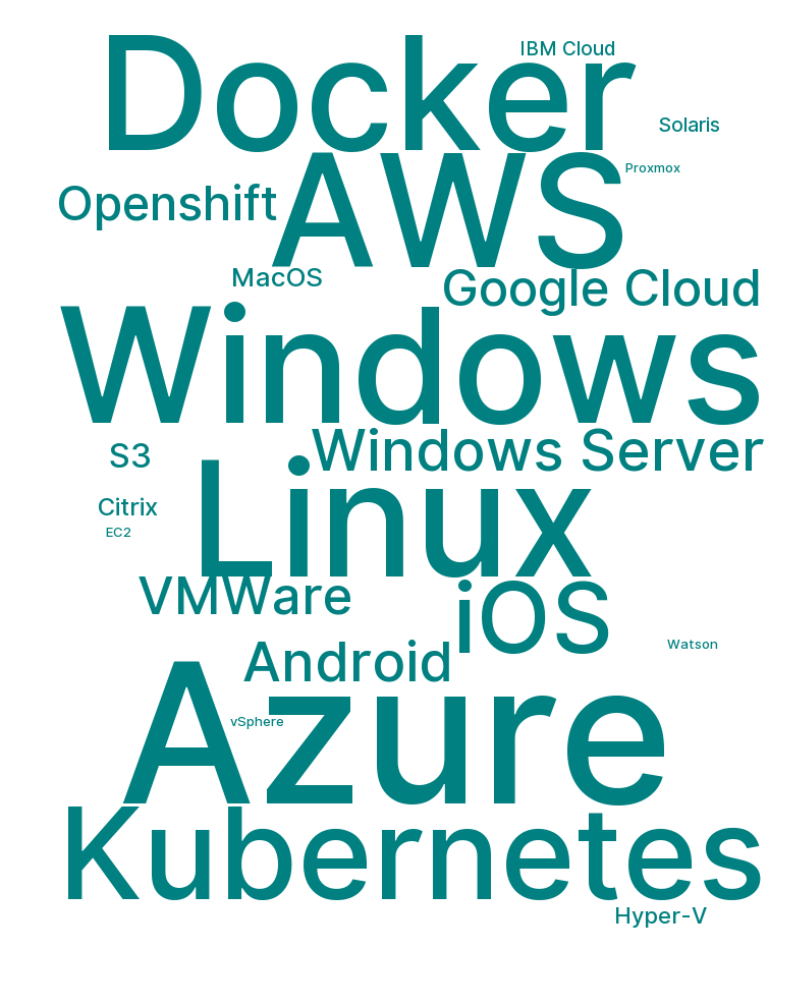 IBM Cloud
Docker
Solaris
AWS
Proxmox
Openshift
MacOS
Google Cloud
Windows
Windows Server
S3
Linux
Citrix
EC2
VMWare
iOS
Watson
Android
Azure
vSphere
Kubernetes
Hyper-V